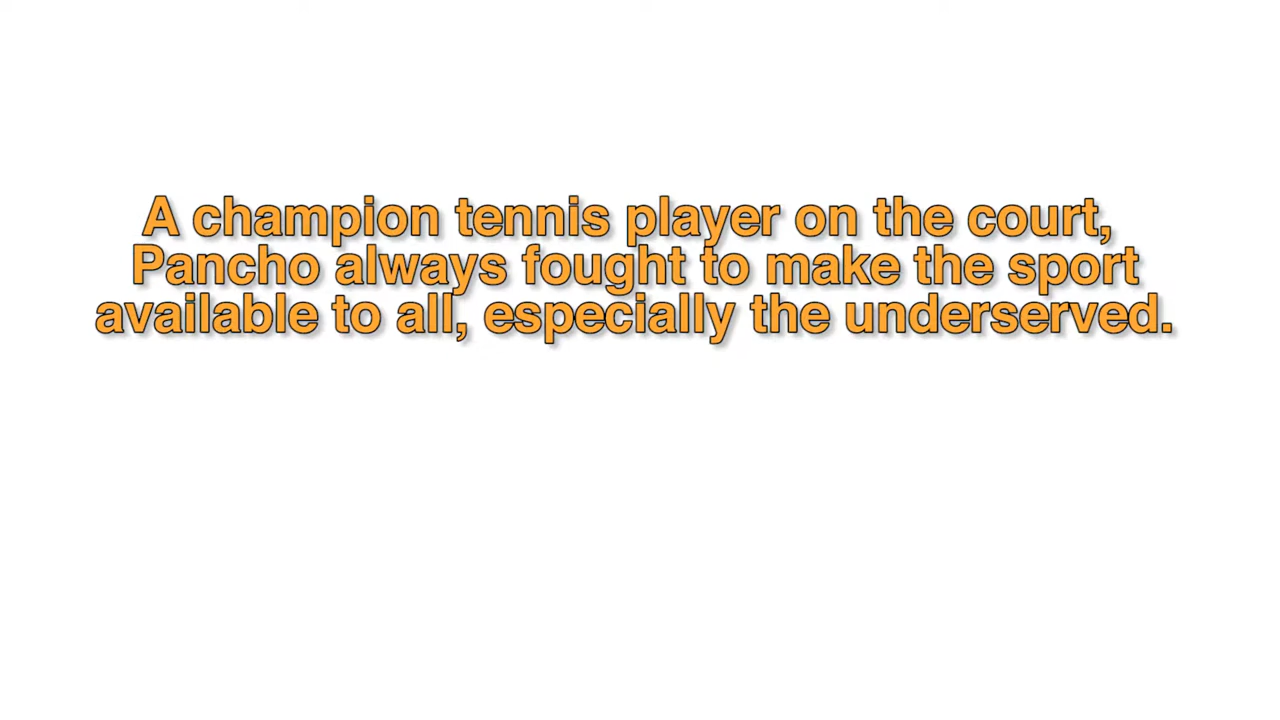 A champion tennis player on the court,
Pancho always fought to make the sport
available to all, especially the underserved.